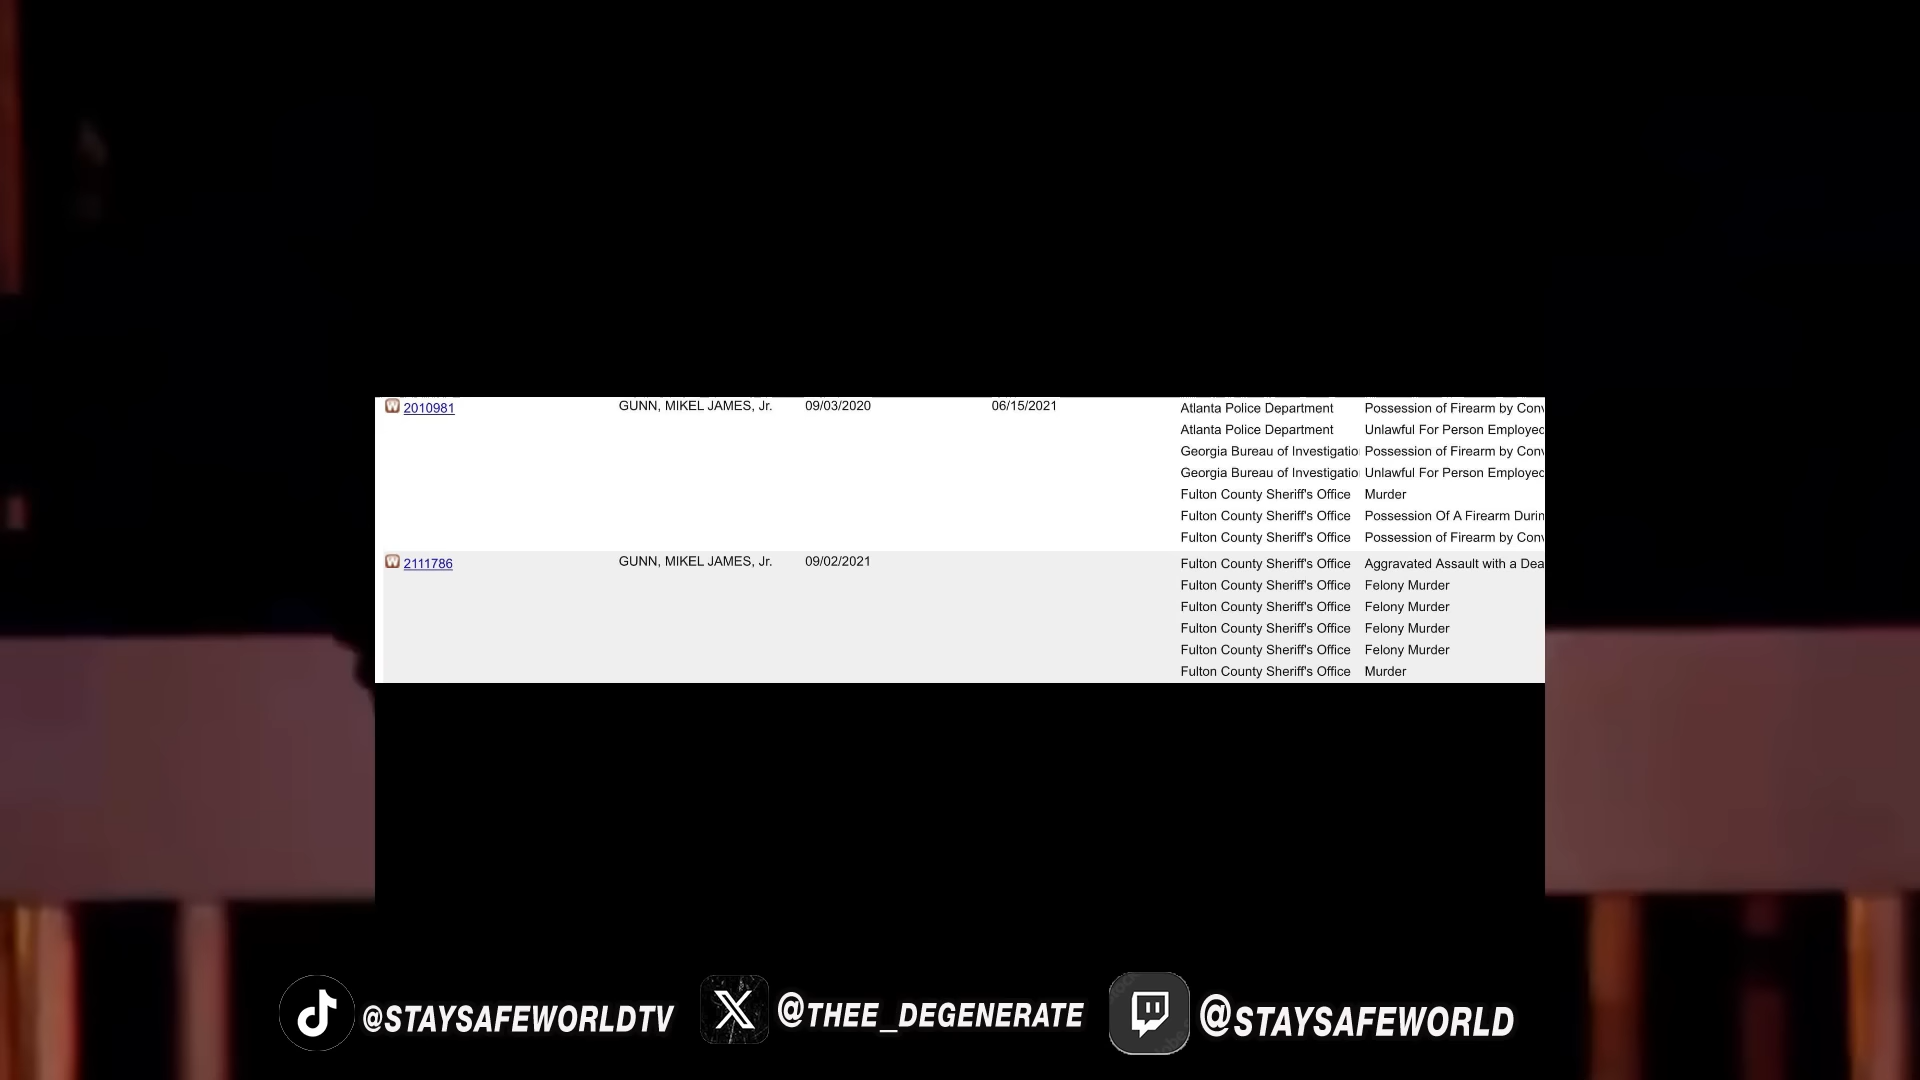 2010981 GUNN, MIKEL JAMES, Jr. 09/03/2020 06/15/2021 Atlanta Police Department Possession of Firearm by Conv
Atlanta Police Department Unlawful For Person Employed
Georgia Bureau of Investigatio Possession of Firearm by Conv
Georgia Bureau of Investigatio Unlawful For Person Employed
Fulton County Sheriff's Office Murder
Fulton County Sheriff's Office Possession Of A Firearm Durin
Fulton County Sheriff's Office Possession of Firearm by Conv
2111786 GUNN, MIKEL JAMES, Jr. 09/02/2021 Fulton County Sheriff's Office Aggravated Assault with a Dea
Fulton County Sheriff's Office Felony Murder
Fulton County Sheriff's Office Felony Murder
Fulton County Sheriff's Office Felony Murder
Fulton County Sheriff's Office Felony Murder
Fulton County Sheriff's Office Murder
@STAYSAFEWORLDTV @THEE_DEGENERATE @STAYSAFEWORLD